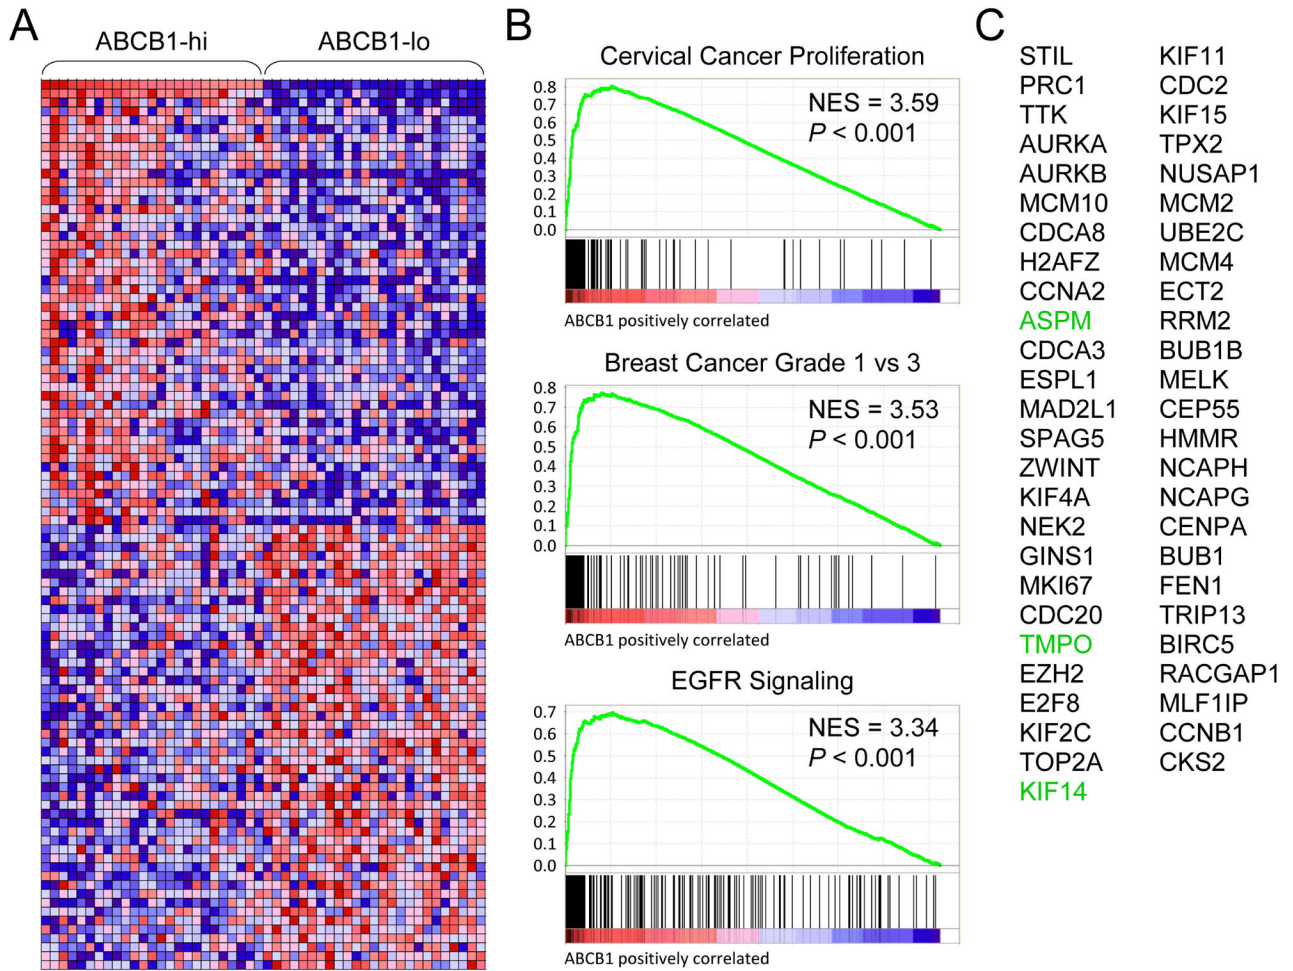 A
ABCB1-hi
ABCB1-lo
B
Cervical Cancer Proliferation
0.8
0.7
0.6
0.5
0.4
0.3
0.2
0.1
0.0
NES = 3.59
P < 0.001
ABCB1 positively correlated
Breast Cancer Grade 1 vs 3
0.8
0.7
0.6
0.5
0.4
0.3
0.2
0.1
0.0
NES = 3.53
P < 0.001
ABCB1 positively correlated
EGFR Signaling
0.7
0.6
0.5
0.4
0.3
0.2
0.1
0.0
NES = 3.34
P < 0.001
ABCB1 positively correlated
C
STIL
PRC1
TTK
AURKA
AURKB
MCM10
CDCA8
H2AFZ
CCNA2
ASPM
CDCA3
ESPL1
MAD2L1
SPAG5
ZWINT
KIF4A
NEK2
GINS1
MKI67
CDC20
TMPO
EZH2
E2F8
KIF2C
TOP2A
KIF14
KIF11
CDC2
KIF15
TPX2
NUSAP1
MCM2
UBE2C
MCM4
ECT2
RRM2
BUB1B
MELK
CEP55
HMMR
NCAPH
NCAPG
CENPA
BUB1
FEN1
TRIP13
BIRC5
RACGAP1
MLF1IP
CCNB1
CKS2